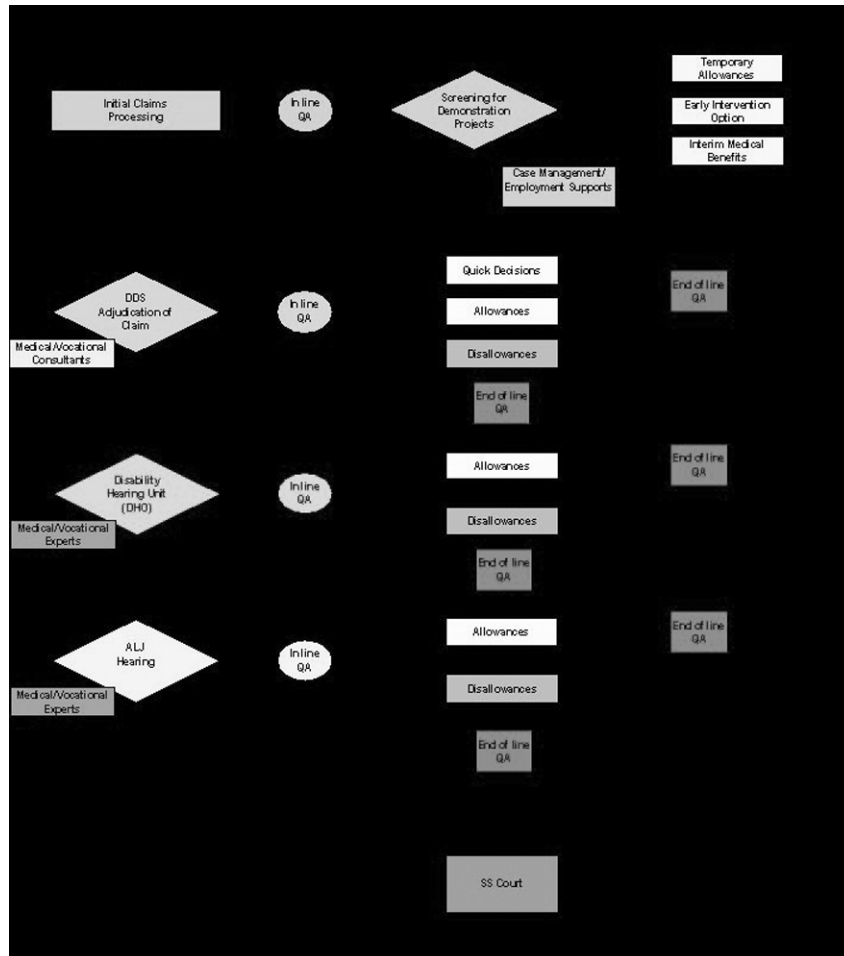 Initial Claims
Processing
In line
QA
Screening for
Demonstration
Projects
Temporary
Allowances
Early Intervention
Option
Interim Medical
Benefits
Case Management/
Employment Supports
DDS
Adjudication of
Claim
Medical/Vocational
Consultants
In line
QA
Quick Decisions
Allowances
Disallowances
End of line
QA
End of line
QA
Disability
Hearing Unit
(DHO)
Medical/Vocational
Experts
In line
QA
Allowances
Disallowances
End of line
QA
End of line
QA
ALJ
Hearing
Medical/Vocational
Experts
In line
QA
Allowances
Disallowances
End of line
QA
End of line
QA
SS Court